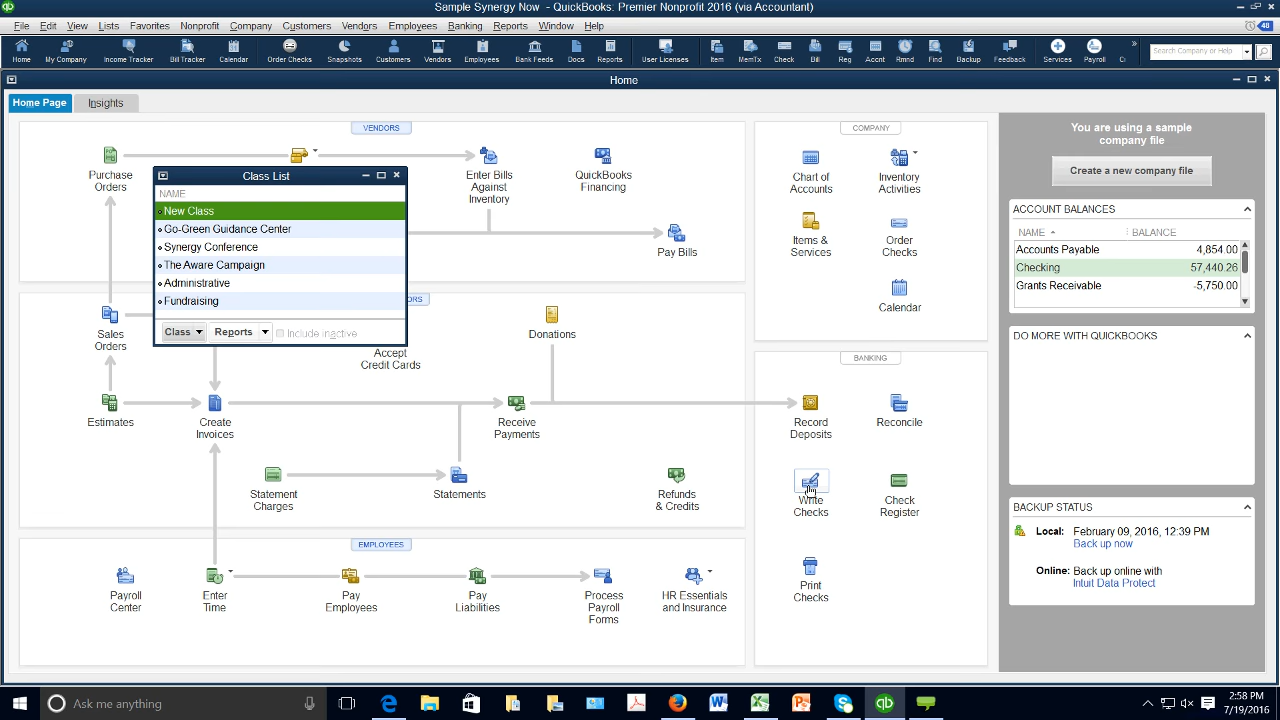 Sample Synergy Now - QuickBooks: Premier Nonprofit 2016 (via Accountant)
File Edit View Lists Favorites Nonprofit Company Customers Vendors Employees Banking Reports Window Help
48
Home My Company Income Tracker Bill Tracker Calendar Order Checks Snapshots Customers Vendors Employees Bank Feeds Docs Reports User Licenses Item MemTx Check Bill Reg Accnt Rmnd Find Backup Feedback Services Payroll
Search Company or Help
Home
Home Page Insights
VENDORS
Purchase
Orders
Enter Bills
Against
Inventory
QuickBooks
Financing
Pay Bills
Class List
NAME
New Class
Go-Green Guidance Center
Synergy Conference
The Aware Campaign
Administrative
Fundraising
Class Reports Include inactive
ORS
Sales
Orders
Accept
Credit Cards
Donations
Estimates
Create
Invoices
Receive
Payments
Statement
Charges
Statements
Refunds
& Credits
EMPLOYEES
Payroll
Center
Enter
Time
Pay
Employees
Pay
Liabilities
Process
Payroll
Forms
HR Essentials
and Insurance
COMPANY
Chart of
Accounts
Inventory
Activities
Items &
Services
Order
Checks
Calendar
BANKING
Record
Deposits
Reconcile
Write
Checks
Check
Register
Print
Checks
You are using a sample
company file
Create a new company file
ACCOUNT BALANCES
NAME BALANCE
Accounts Payable 4,854.00
Checking 57,440.26
Grants Receivable -5,750.00
DO MORE WITH QUICKBOOKS
BACKUP STATUS
Local: February 09, 2016, 12:39 PM
Back up now
Online: Back up online with
Intuit Data Protect
Ask me anything
2:58 PM
7/19/2016